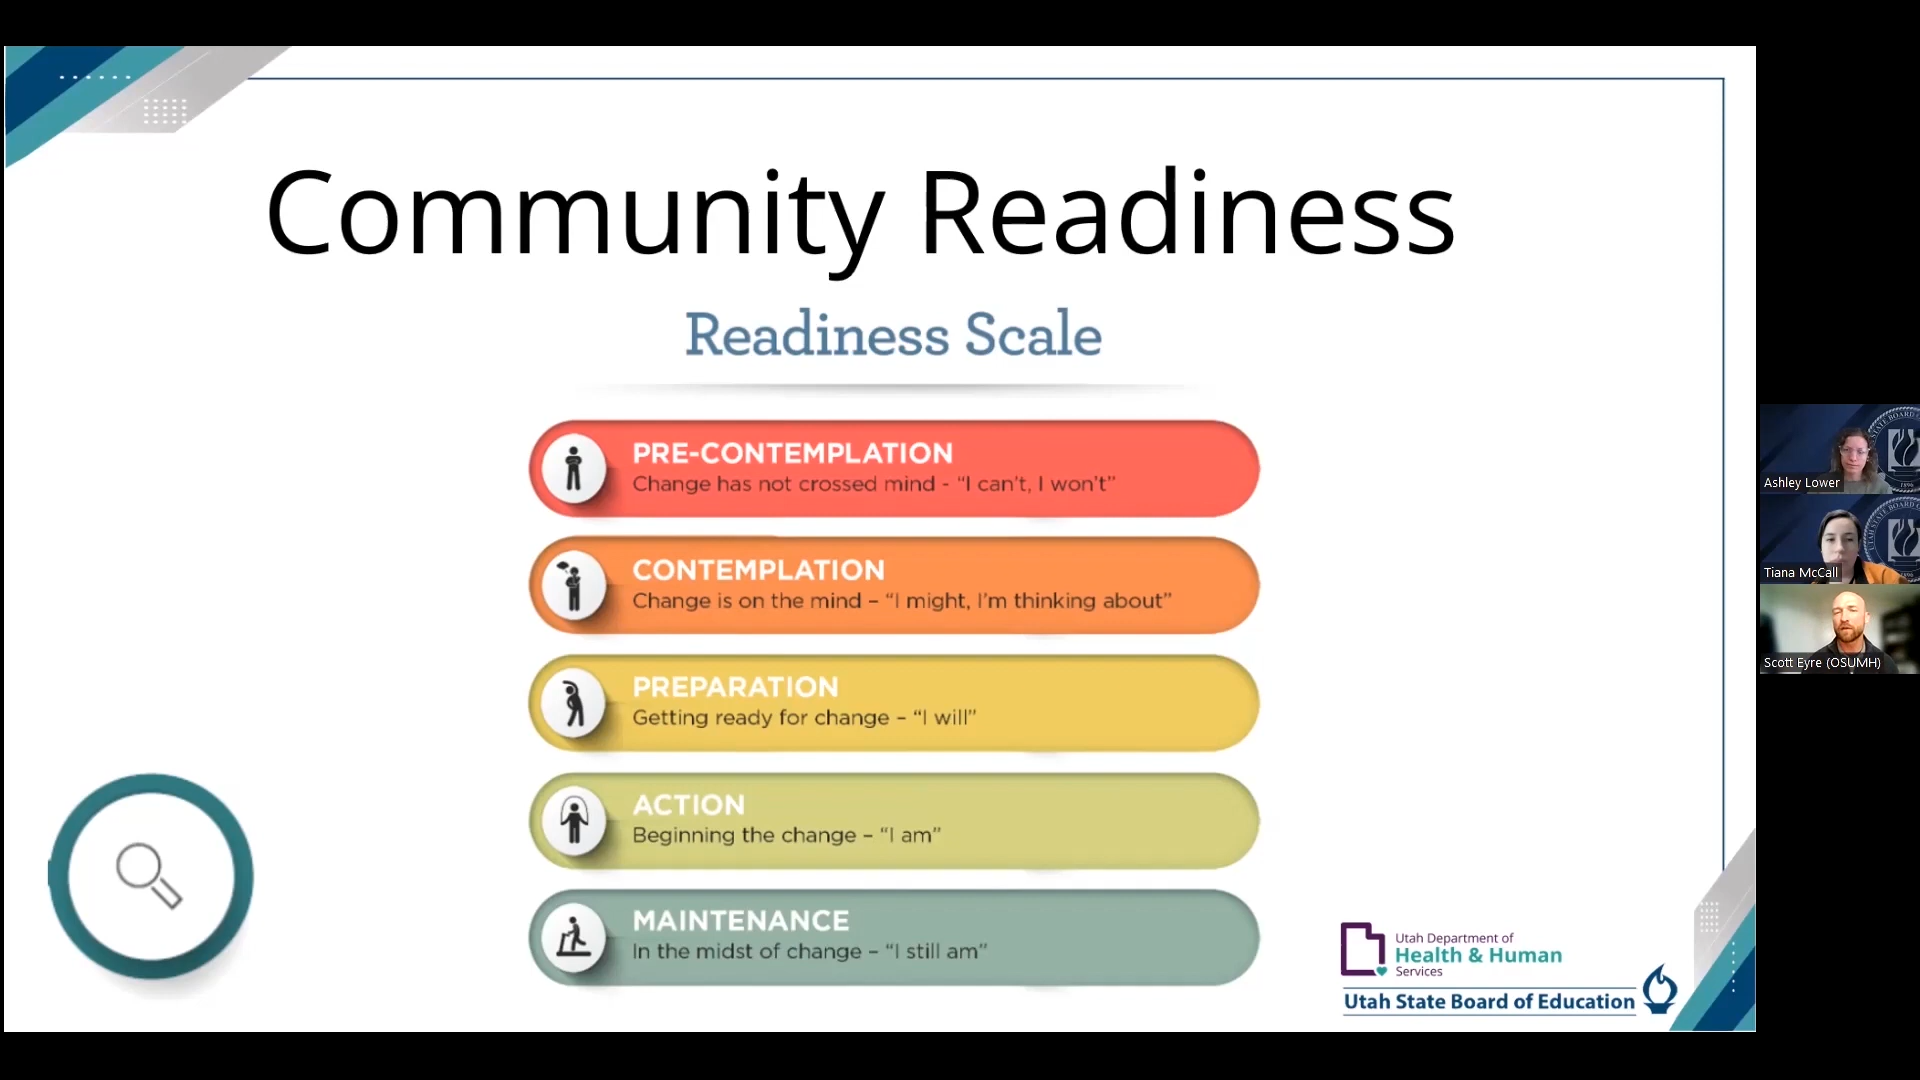 Community Readiness
Readiness Scale
PRE-CONTEMPLATION
Change has not crossed mind - “I can’t, I won’t”
CONTEMPLATION
Change is on the mind – “I might, I’m thinking about”
PREPARATION
Getting ready for change – “I will”
ACTION
Beginning the change – “I am”
MAINTENANCE
In the midst of change – “I still am”
Utah Department of
Health & Human
Services
Utah State Board of Education
Ashley Lower
Tiana McCall
Scott Eyre (OSUMH)